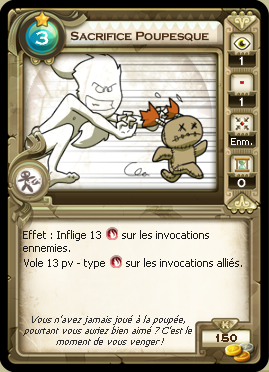 3
SACRIFICE POUPESQUE
1
1
Enm.
0
Effet : Inflige 13 sur les invocations
ennemies.
Vole 13 pv - type sur les invocations alliés.
Vous n'avez jamais joué à la poupée,
pourtant vous auriez bien aimé ? C'est le
moment de vous venger !
K
150